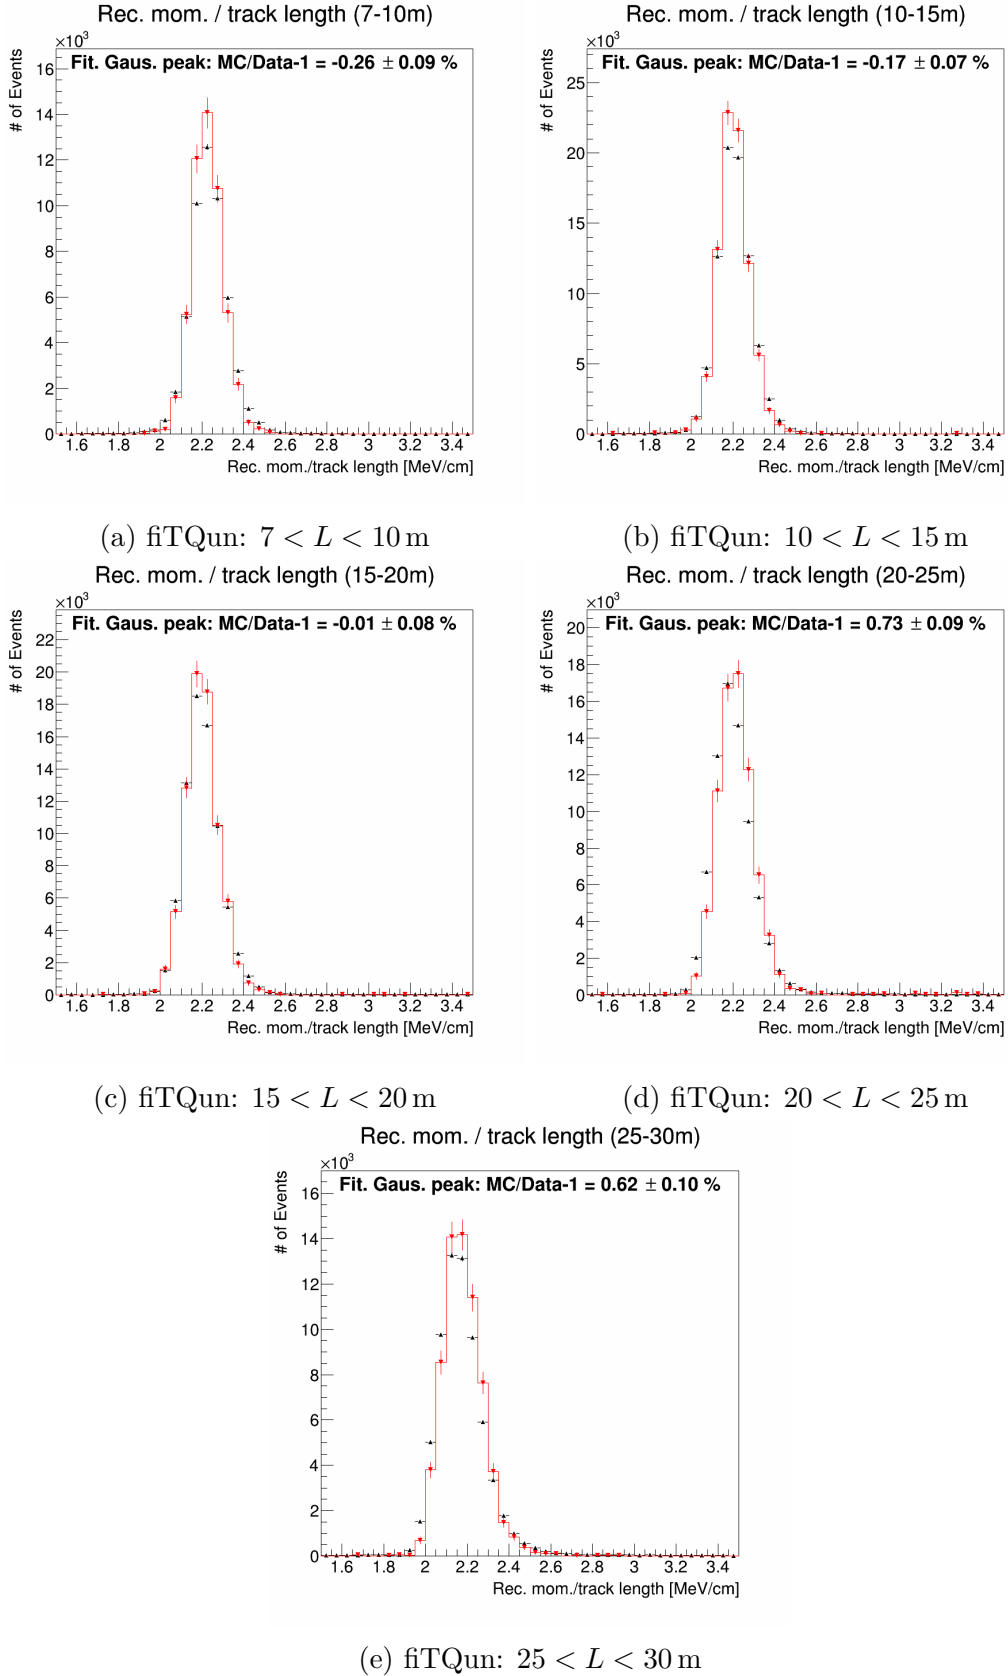 Rec. mom. / track length (7-10m)
×10³
Fit. Gaus. peak: MC/Data-1 = -0.26 ± 0.09 %
# of Events
16
14
12
10
8
6
4
2
0
1.6 1.8 2 2.2 2.4 2.6 2.8 3 3.2 3.4
Rec. mom./track length [MeV/cm]
(a) fiTQun: 7 < L < 10 m
Rec. mom. / track length (10-15m)
×10³
Fit. Gaus. peak: MC/Data-1 = -0.17 ± 0.07 %
# of Events
25
20
15
10
5
0
1.6 1.8 2 2.2 2.4 2.6 2.8 3 3.2 3.4
Rec. mom./track length [MeV/cm]
(b) fiTQun: 10 < L < 15 m
Rec. mom. / track length (15-20m)
×10³
Fit. Gaus. peak: MC/Data-1 = -0.01 ± 0.08 %
# of Events
22
20
18
16
14
12
10
8
6
4
2
0
1.6 1.8 2 2.2 2.4 2.6 2.8 3 3.2 3.4
Rec. mom./track length [MeV/cm]
(c) fiTQun: 15 < L < 20 m
Rec. mom. / track length (20-25m)
×10³
Fit. Gaus. peak: MC/Data-1 = 0.73 ± 0.09 %
# of Events
20
18
16
14
12
10
8
6
4
2
0
1.6 1.8 2 2.2 2.4 2.6 2.8 3 3.2 3.4
Rec. mom./track length [MeV/cm]
(d) fiTQun: 20 < L < 25 m
Rec. mom. / track length (25-30m)
×10³
Fit. Gaus. peak: MC/Data-1 = 0.62 ± 0.10 %
# of Events
16
14
12
10
8
6
4
2
0
1.6 1.8 2 2.2 2.4 2.6 2.8 3 3.2 3.4
Rec. mom./track length [MeV/cm]
(e) fiTQun: 25 < L < 30 m